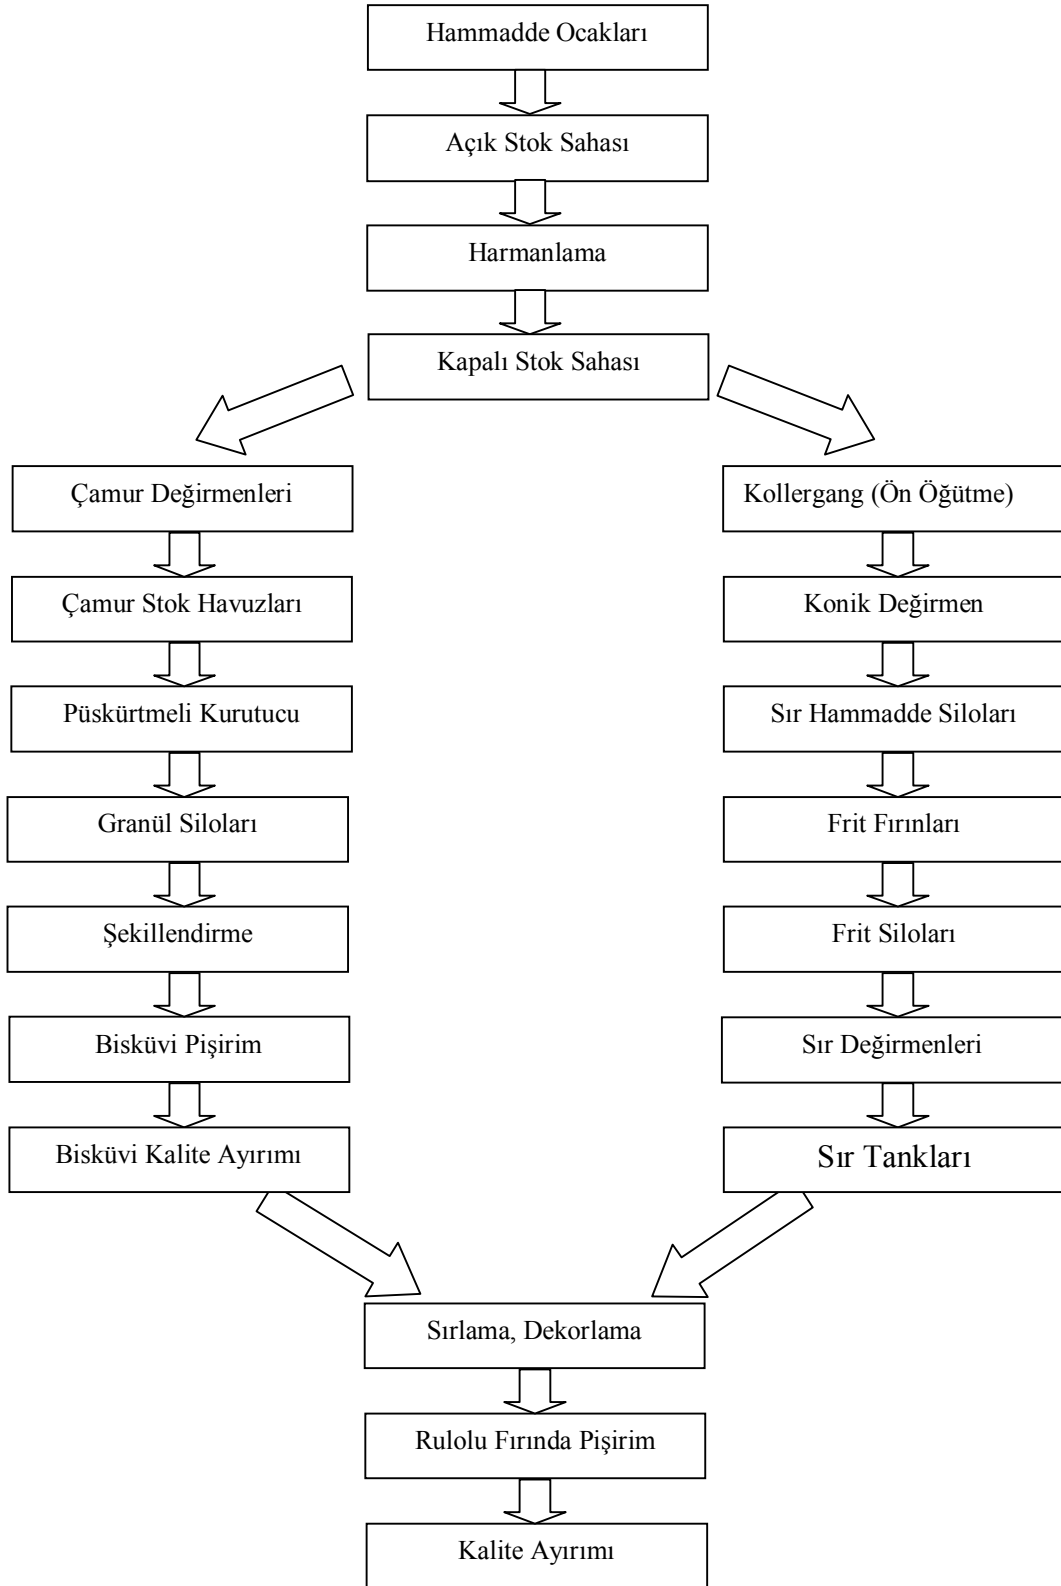 Hammadde Ocakları
Açık Stok Sahası
Harmanlama
Kapalı Stok Sahası
Çamur Değirmenleri
Çamur Stok Havuzları
Püskürtmeli Kurutucu
Granül Siloları
Şekillendirme
Bisküvi Pişirim
Bisküvi Kalite Ayırımı
Kollergang (Ön Öğütme)
Konik Değirmen
Sır Hammadde Siloları
Frit Fırınları
Frit Siloları
Sır Değirmenleri
Sır Tankları
Sırlama, Dekorlama
Rulolu Fırında Pişirim
Kalite Ayırımı